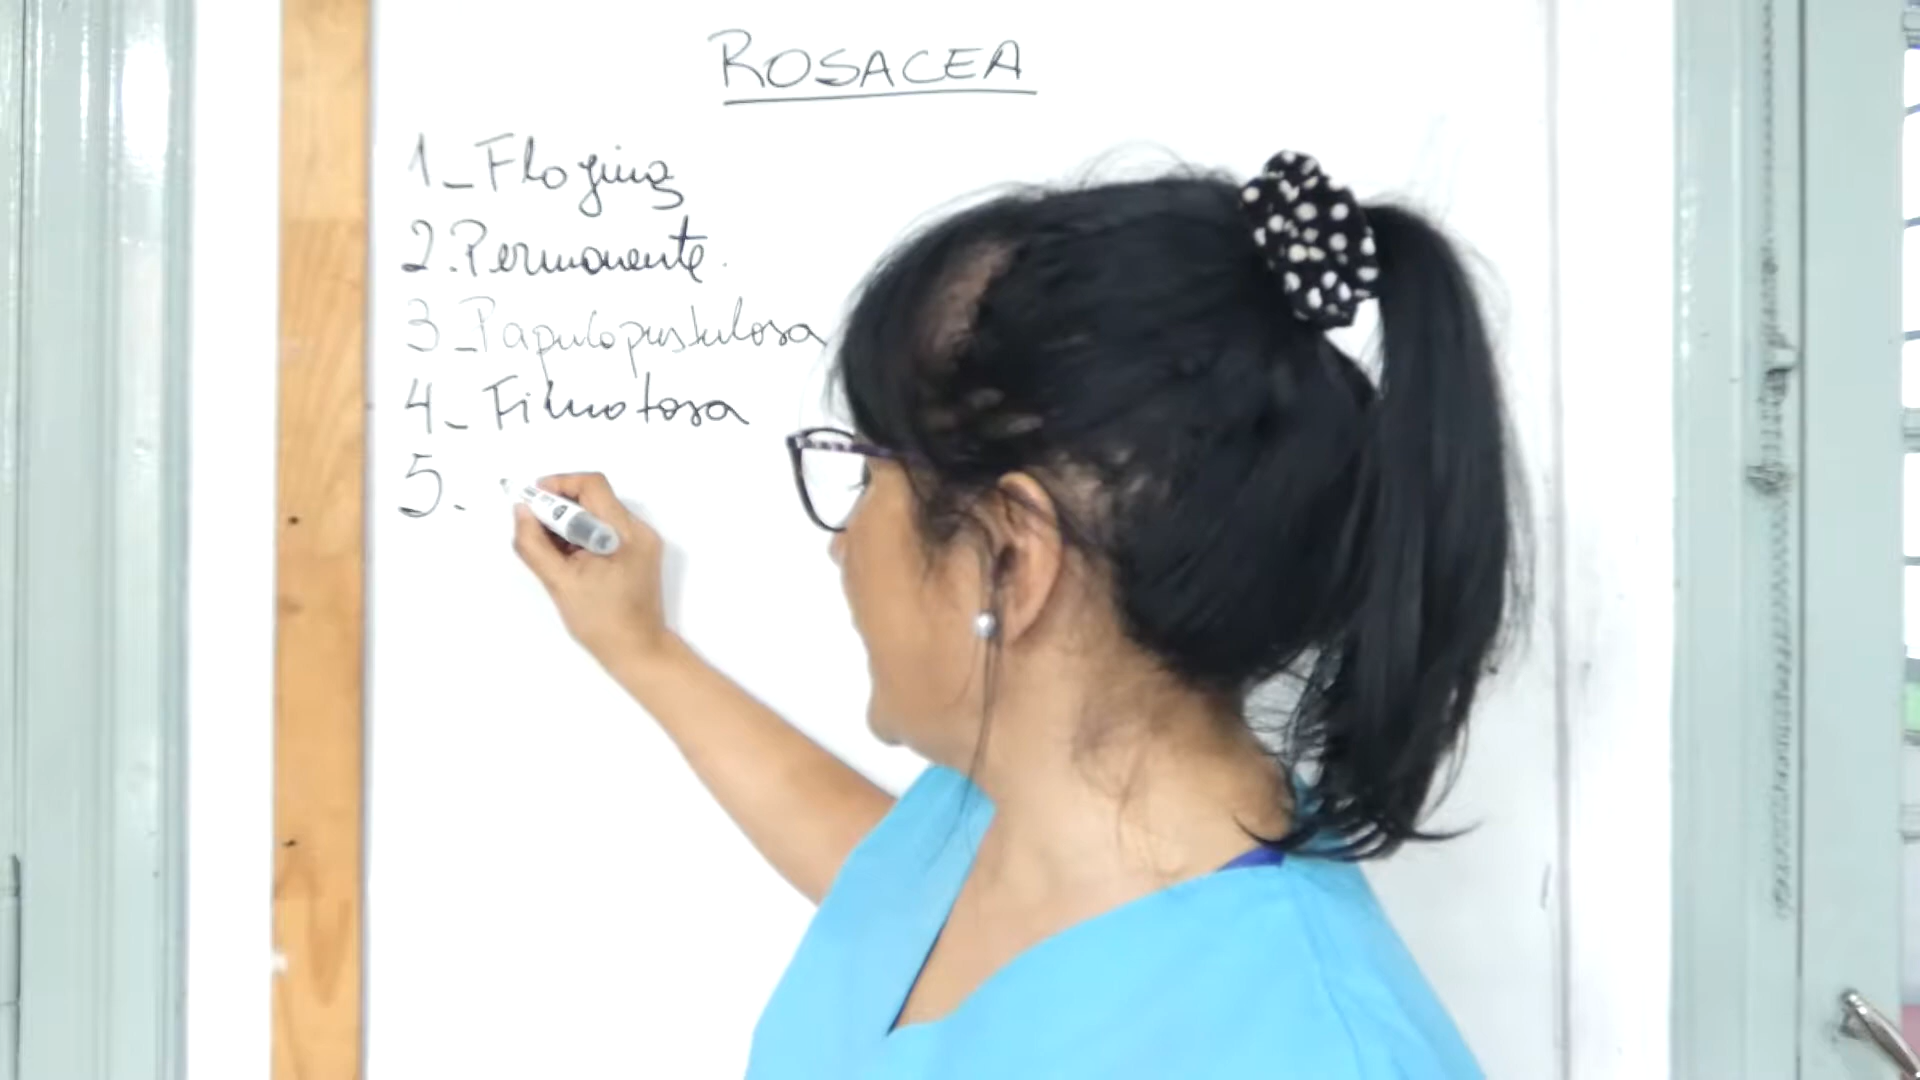 ROSACEA
1_Floging
2.Permanente.
3_Papulopustulosa
4_Fimotosa
5.